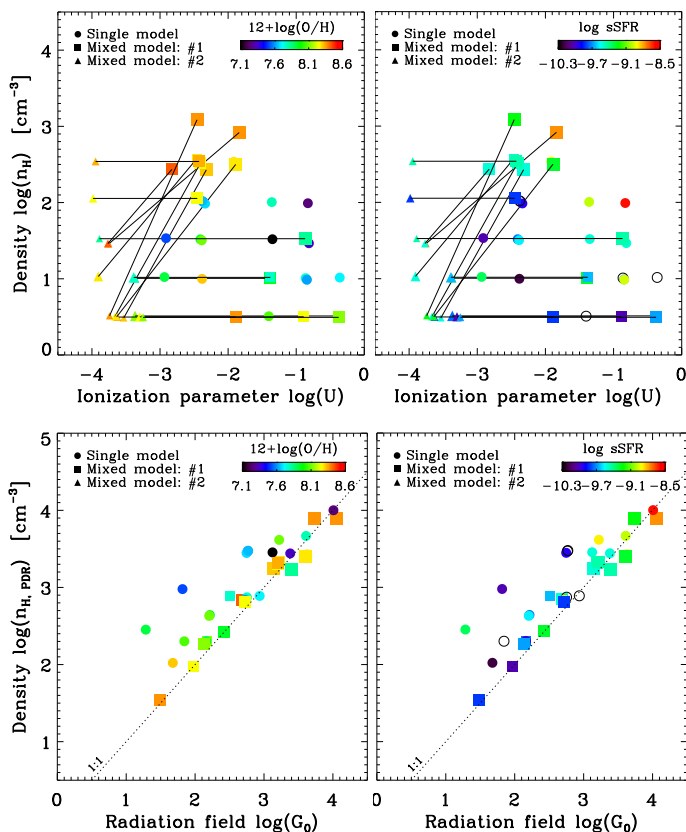 Single model
Mixed model: #1
Mixed model: #2
12+log(O/H)
7.1 7.6 8.1 8.6
Single model
Mixed model: #1
Mixed model: #2
log sSFR
−10.3−9.7 −9.1 −8.5
Density log(n_H) [cm⁻³]
5
4
3
2
1
0
−5 −4 −3 −2 −1 0
Ionization parameter log(U)
−5 −4 −3 −2 −1 0
Ionization parameter log(U)
Single model
Mixed model: #1
Mixed model: #2
12+log(O/H)
7.1 7.6 8.1 8.6
Single model
Mixed model: #1
Mixed model: #2
log sSFR
−10.3−9.7 −9.1 −8.5
Density log(n_H, PDR) [cm⁻³]
5
4
3
2
1
1:1
1:1
0 1 2 3 4 5
Radiation field log(G₀)
0 1 2 3 4
Radiation field log(G₀)